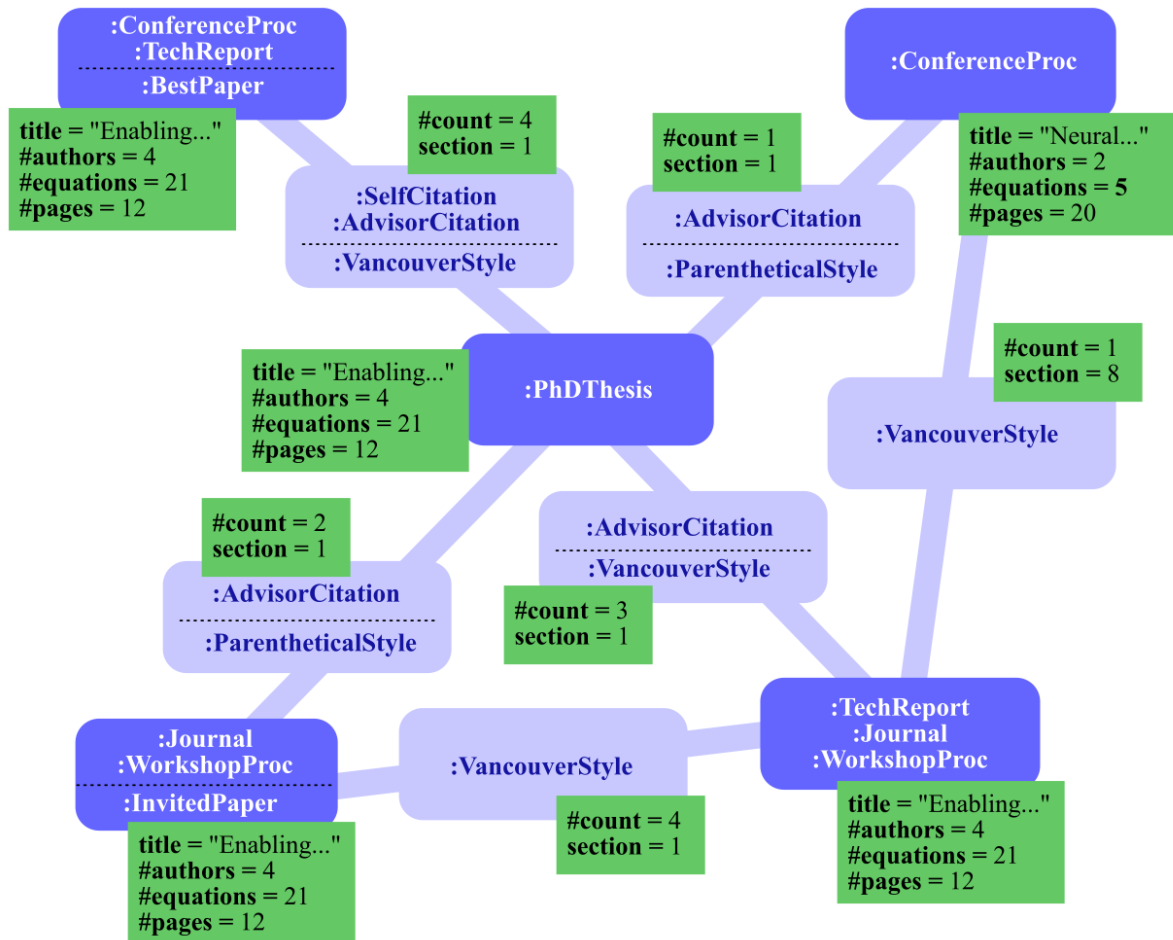 :ConferenceProc
:TechReport
:BestPaper
title = "Enabling..."
#authors = 4
#equations = 21
#pages = 12
#count = 4
section = 1
:SelfCitation
:AdvisorCitation
:VancouverStyle
#count = 1
section = 1
:AdvisorCitation
:ParentheticalStyle
:ConferenceProc
title = "Neural..."
#authors = 2
#equations = 5
#pages = 20
title = "Enabling..."
#authors = 4
#equations = 21
#pages = 12
:PhDThesis
#count = 1
section = 8
:VancouverStyle
#count = 2
section = 1
:AdvisorCitation
:ParentheticalStyle
:AdvisorCitation
:VancouverStyle
#count = 3
section = 1
:Journal
:WorkshopProc
:InvitedPaper
title = "Enabling..."
#authors = 4
#equations = 21
#pages = 12
:VancouverStyle
#count = 4
section = 1
:TechReport
:Journal
:WorkshopProc
title = "Enabling..."
#authors = 4
#equations = 21
#pages = 12